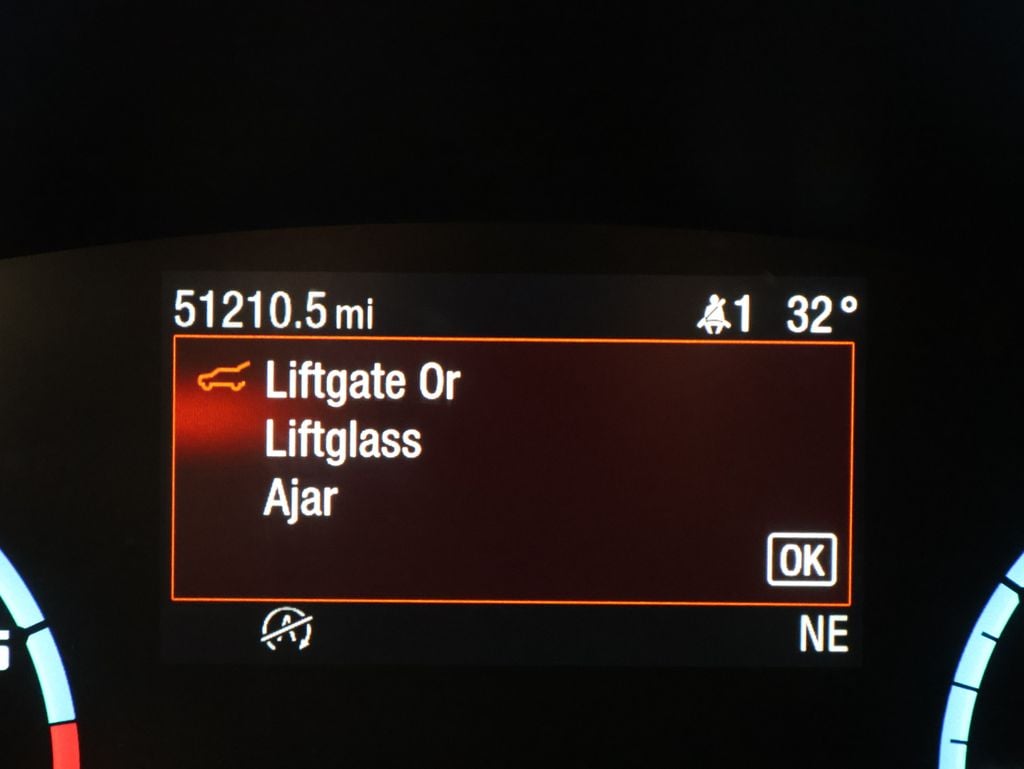 51210.5 mi 1 32°
Liftgate Or
Liftglass
Ajar
OK
A NE